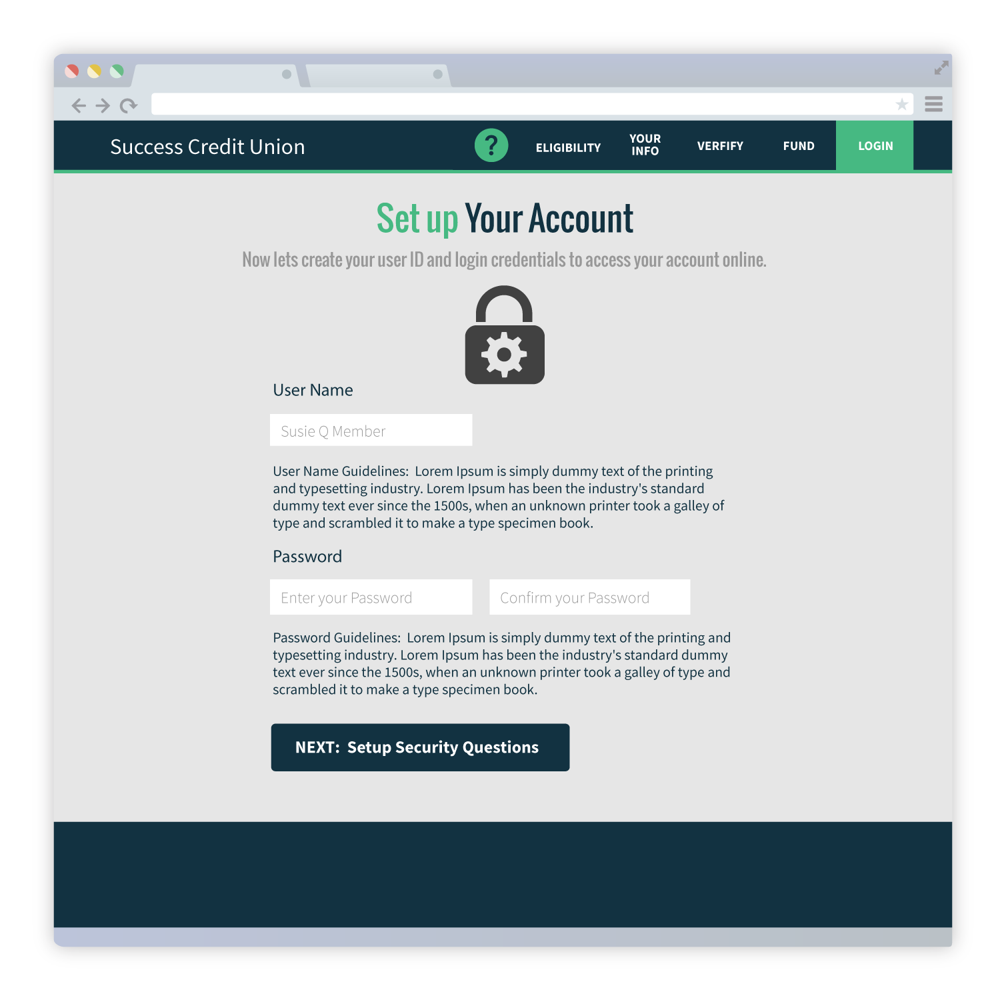 Success Credit Union
?
ELIGIBILITY
YOUR
INFO
VERFIFY
FUND
LOGIN
Set up Your Account
Now lets create your user ID and login credentials to access your account online.
User Name
Susie Q Member
User Name Guidelines:  Lorem Ipsum is simply dummy text of the printing
and typesetting industry. Lorem Ipsum has been the industry's standard
dummy text ever since the 1500s, when an unknown printer took a galley of
type and scrambled it to make a type specimen book.
Password
Enter your Password
Confirm your Password
Password Guidelines:  Lorem Ipsum is simply dummy text of the printing and
typesetting industry. Lorem Ipsum has been the industry's standard dummy
text ever since the 1500s, when an unknown printer took a galley of type and
scrambled it to make a type specimen book.
NEXT:  Setup Security Questions